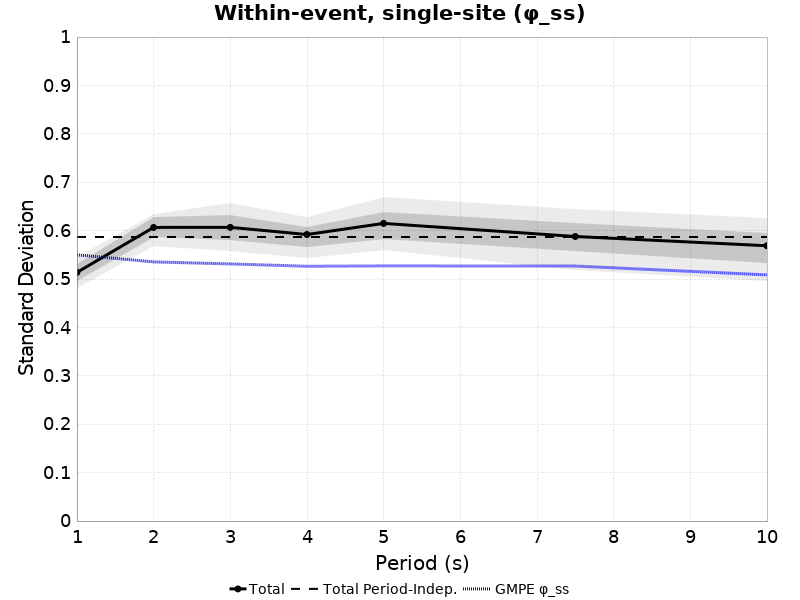 Within-event, single-site (φ_ss)
Standard Deviation
1
0.9
0.8
0.7
0.6
0.5
0.4
0.3
0.2
0.1
0
1 2 3 4 5 6 7 8 9 10
Period (s)
Total Total Period-Indep. GMPE φ_ss